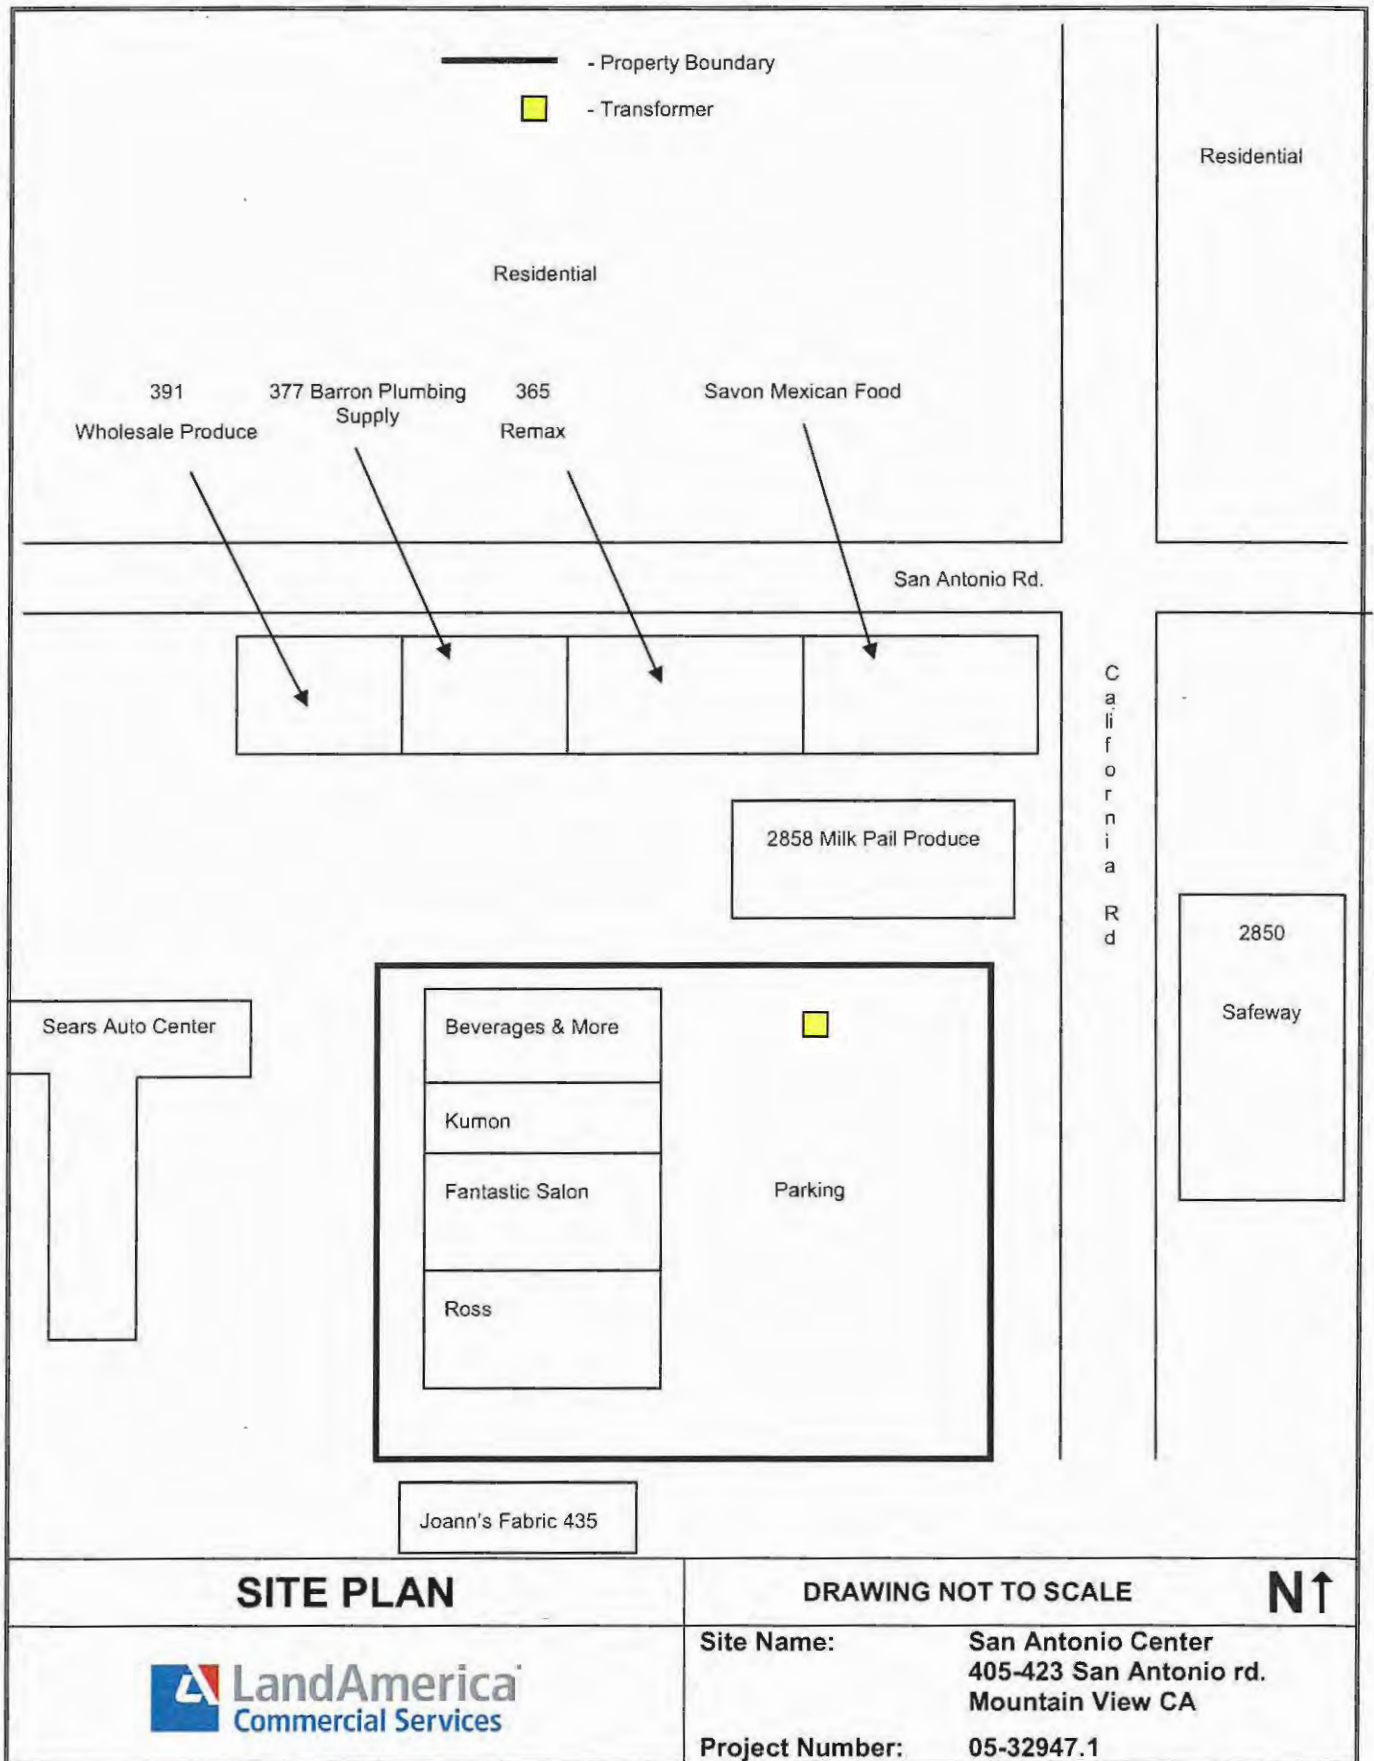 - Property Boundary
- Transformer
Residential
Residential
391
Wholesale Produce
377 Barron Plumbing
Supply
365
Remax
Savon Mexican Food
San Antonio Rd.
California Rd
2858 Milk Pail Produce
2850
Safeway
Sears Auto Center
Beverages & More
Kumon
Fantastic Salon
Ross
Parking
Joann's Fabric 435
SITE PLAN
DRAWING NOT TO SCALE
N↑
LandAmerica
Commercial Services
Site Name:
San Antonio Center
405-423 San Antonio rd.
Mountain View CA
Project Number:
05-32947.1